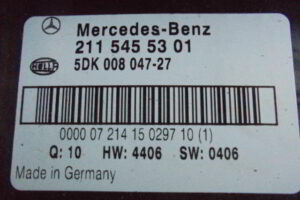 Mercedes-Benz
211 545 53 01
HELLA
5DK 008 047-27
0000 07 214 15 0297 10 (1)
Q: 10 HW: 4406 SW: 0406
Made in Germany